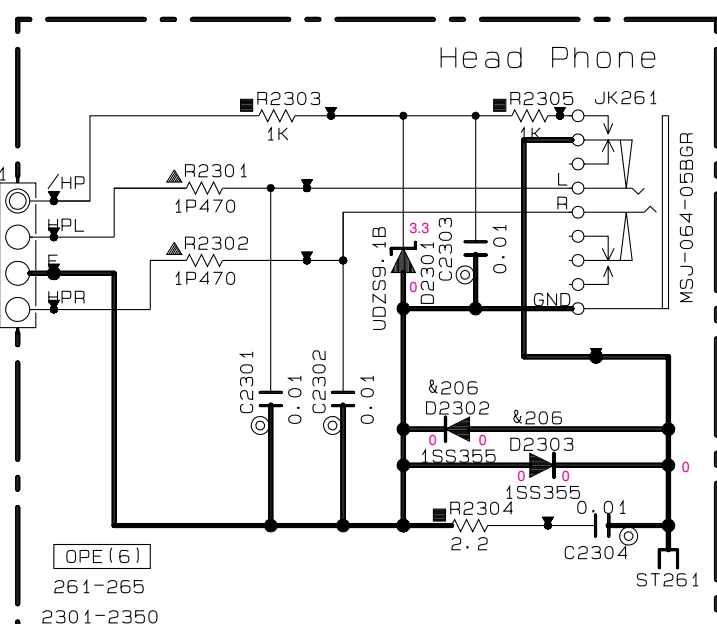 Head Phone
R2303
1K
R2305
1K
JK261
1
/HP
R2301
1P470
HPL
R2302
1P470
E
HPR
L
R
GND
MSJ-064-05BGR
UDZS9.1B
3.3
0
D2301
C2303
0.01
C2301
0.01
C2302
0.01
&206
D2302
0
0
1SS355
&206
D2303
0
0
1SS355
0
R2304
2.2
0.01
C2304
ST261
OPE(6)
261-265
2301-2350